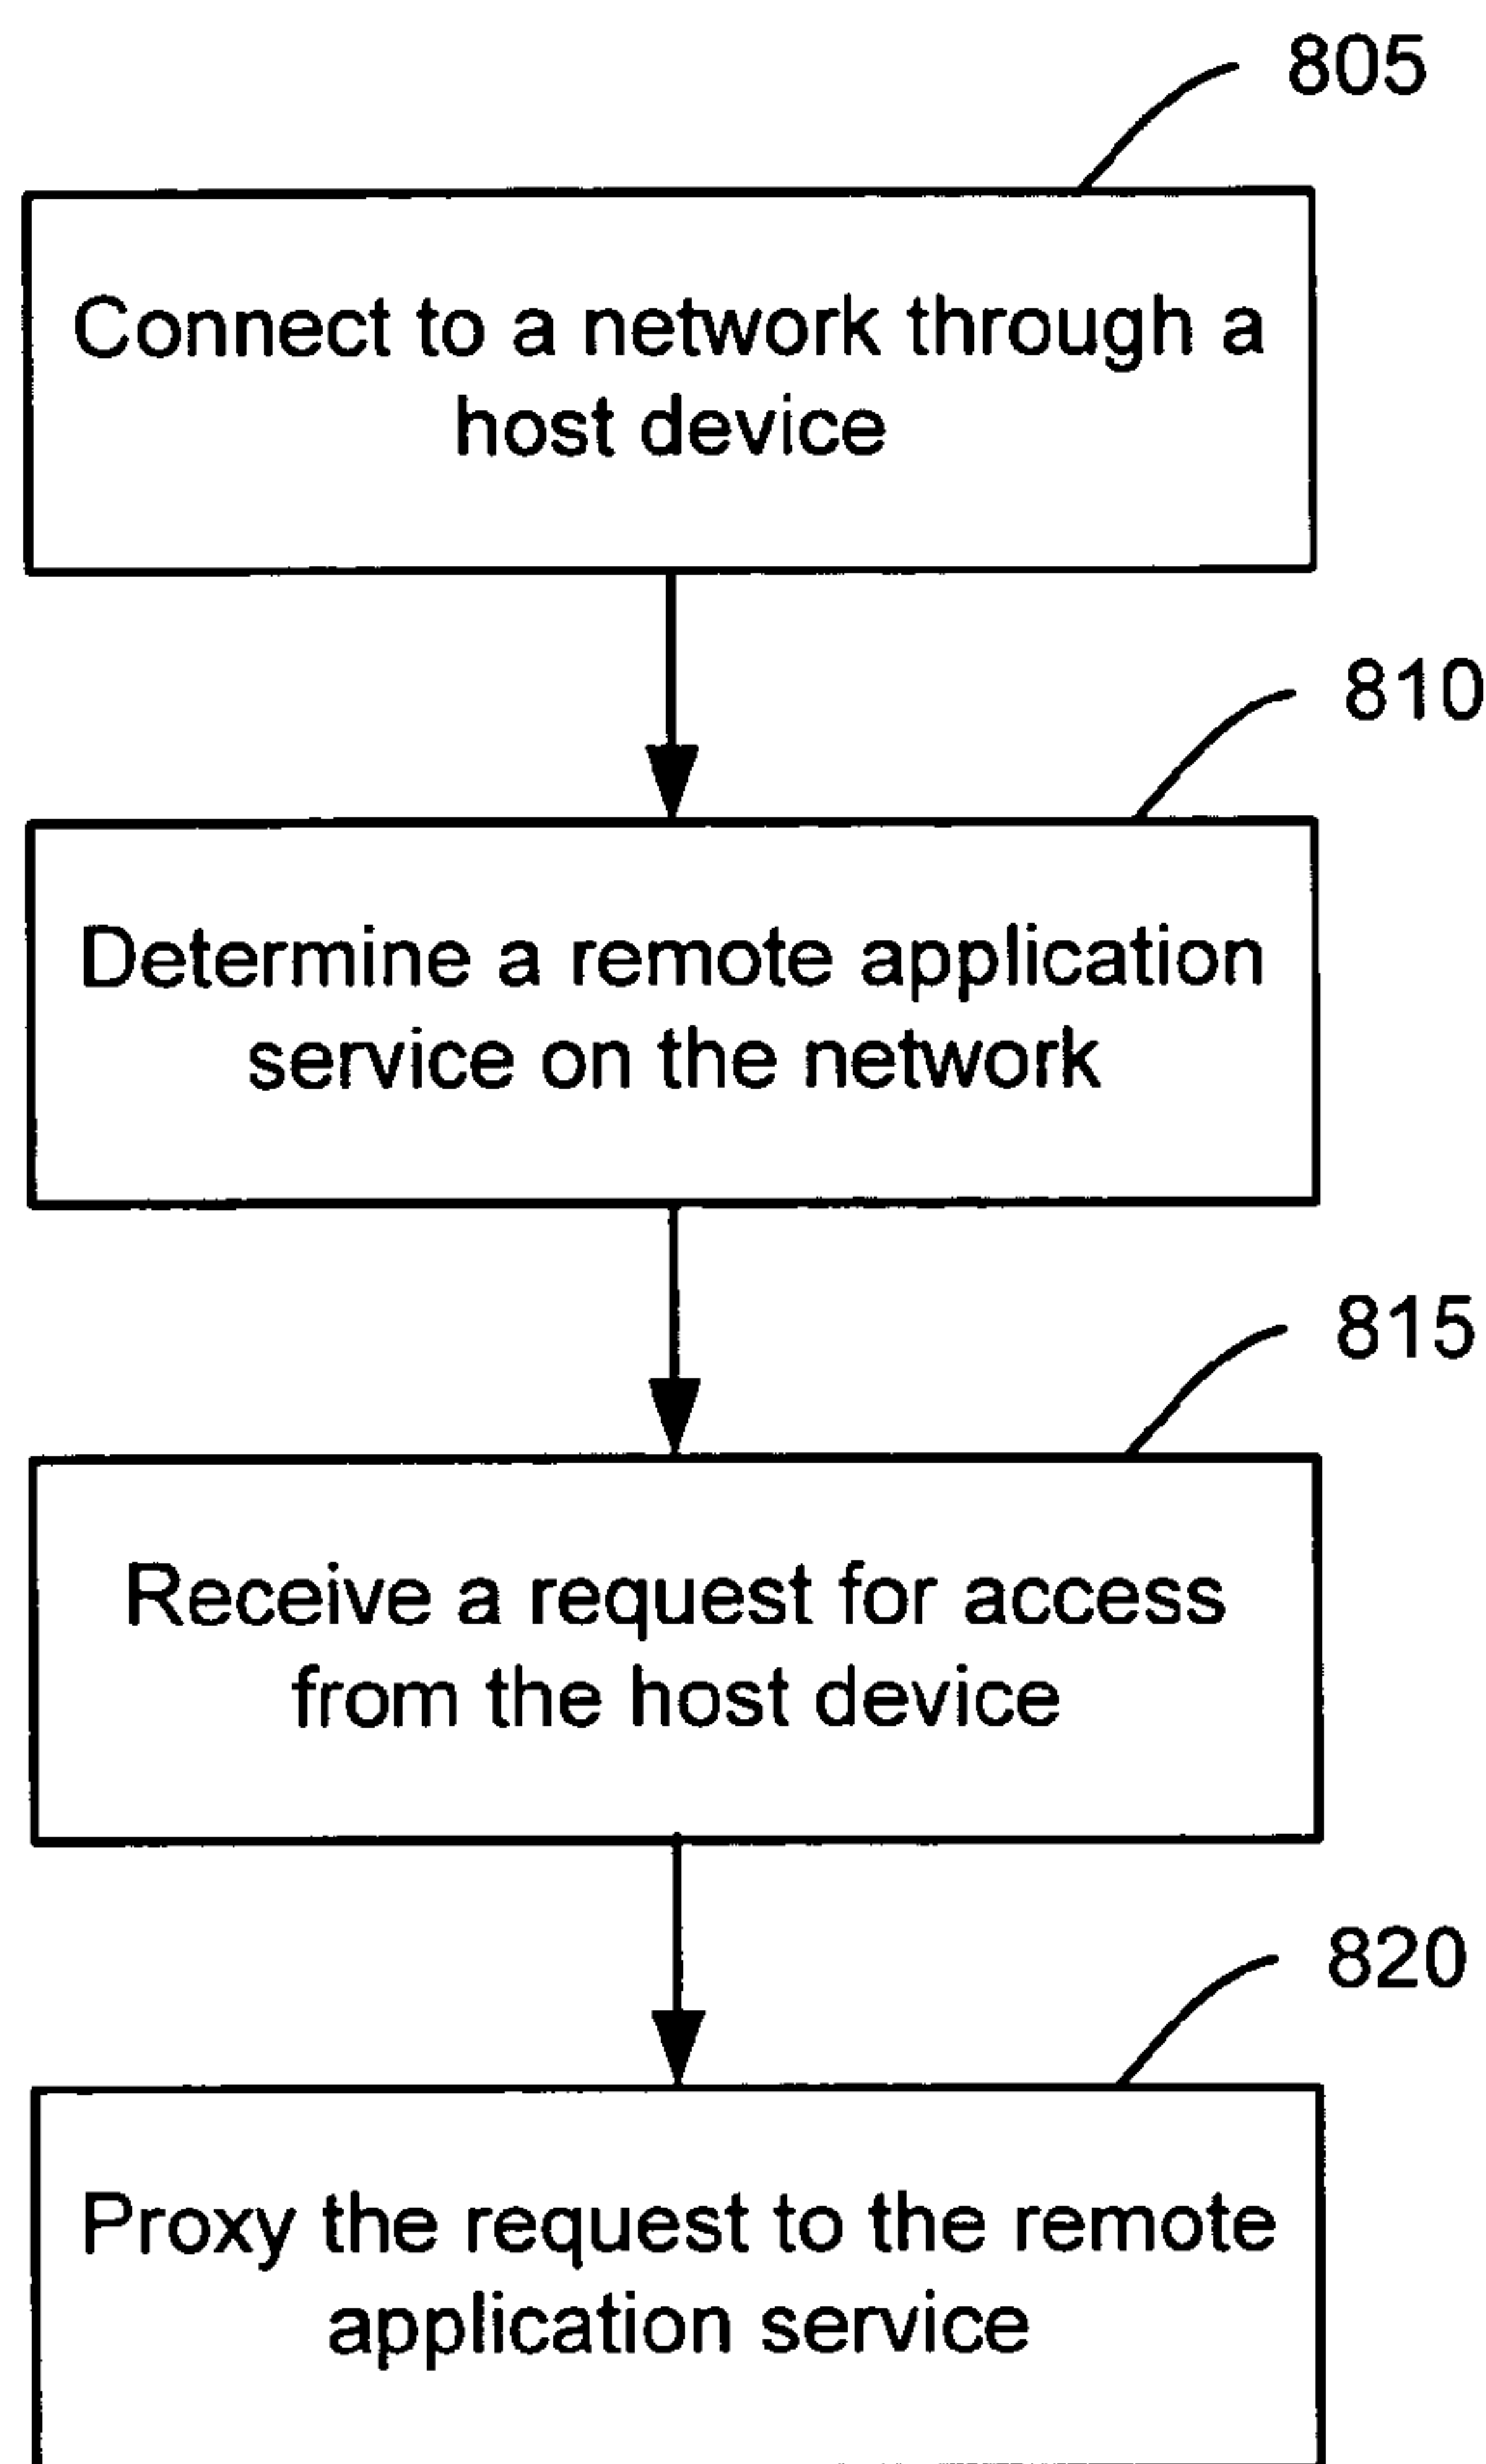 805
Connect to a network through a
host device
810
Determine a remote application
service on the network
815
Receive a request for access
from the host device
820
Proxy the request to the remote
application service